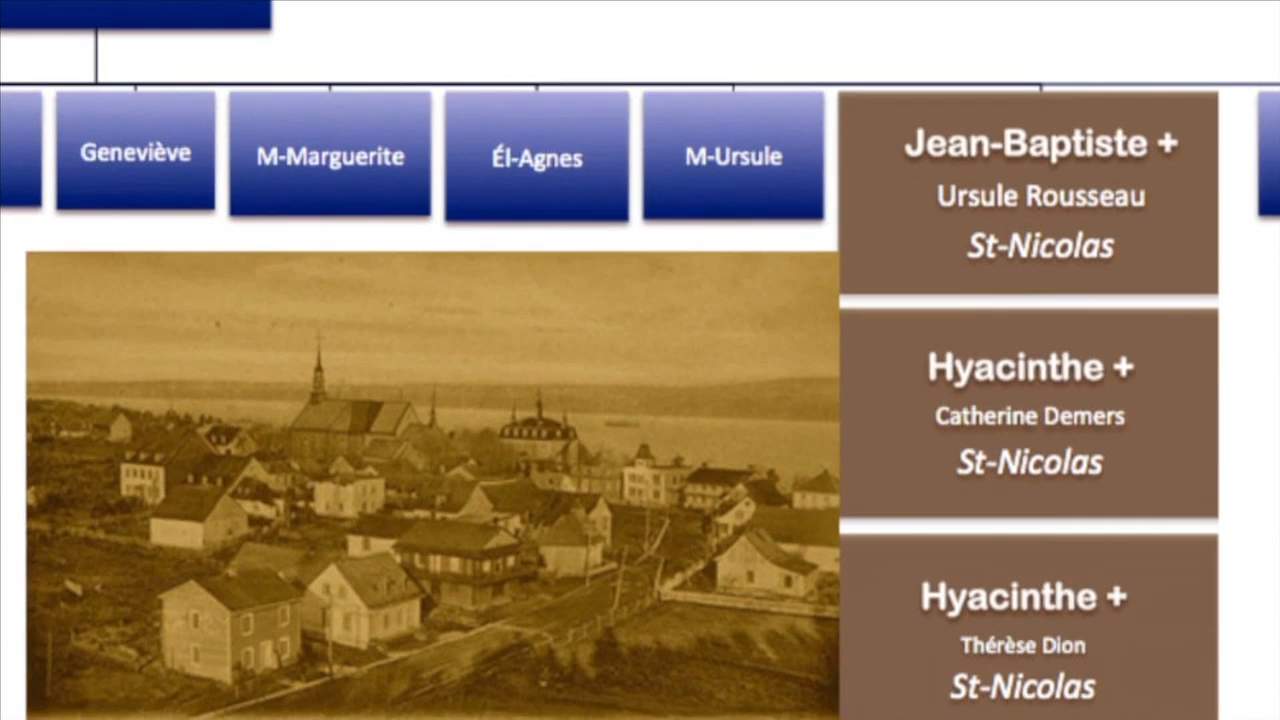 Geneviève
M-Marguerite
Él-Agnes
M-Ursule
Jean-Baptiste +
Ursule Rousseau
St-Nicolas
Hyacinthe +
Catherine Demers
St-Nicolas
Hyacinthe +
Thérèse Dion
St-Nicolas